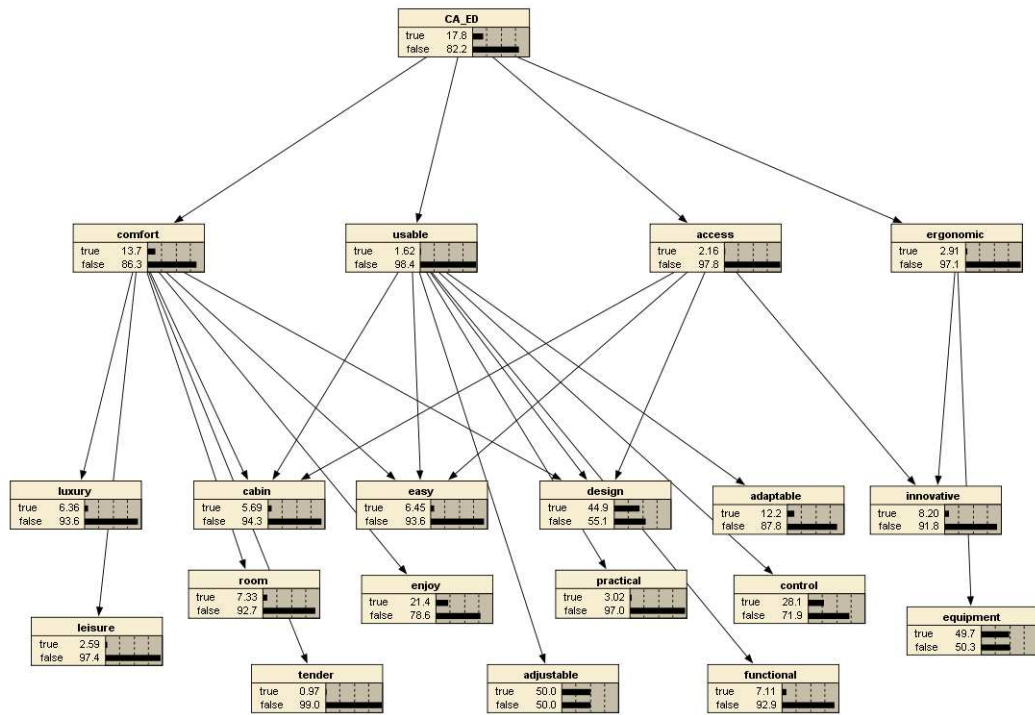 CA_ED
true 17.8
false 82.2
comfort
true 13.7
false 86.3
usable
true 1.62
false 98.4
access
true 2.16
false 97.8
ergonomic
true 2.91
false 97.1
luxury
true 6.36
false 93.6
cabin
true 5.69
false 94.3
easy
true 6.45
false 93.6
design
true 44.9
false 55.1
adaptable
true 12.2
false 87.8
innovative
true 8.20
false 91.8
room
true 7.33
false 92.7
enjoy
true 21.4
false 78.6
practical
true 3.02
false 97.0
control
true 28.1
false 71.9
leisure
true 2.59
false 97.4
equipment
true 49.7
false 50.3
tender
true 0.97
false 99.0
adjustable
true 50.0
false 50.0
functional
true 7.11
false 92.9